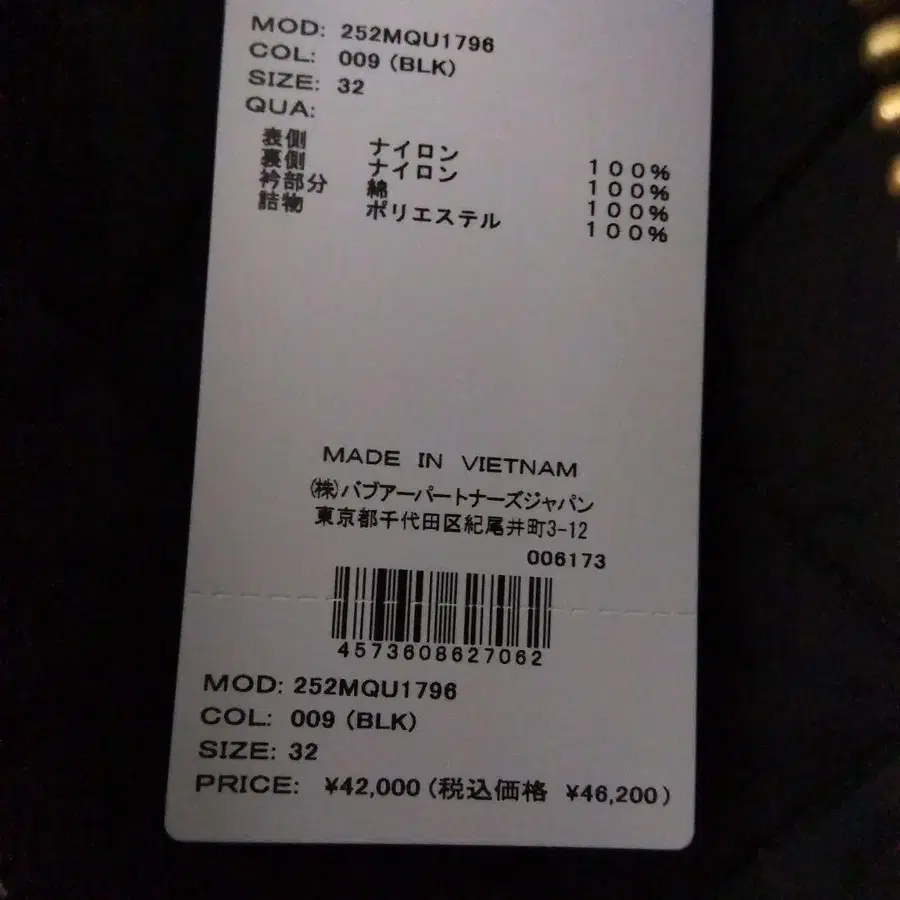 MOD: 252MQU1796
COL: 009 (BLK)
SIZE: 32
QUA:
表側 ナイロン 100%
裏側 ナイロン 100%
衿部分 綿 100%
詰物 ポリエステル 100%
MADE IN VIETNAM
(株)バブアーパートナーズジャパン
東京都千代田区紀尾井町3-12
006173
4573608627062
MOD: 252MQU1796
COL: 009 (BLK)
SIZE: 32
PRICE: ¥42,000 (税込価格 ¥46,200)